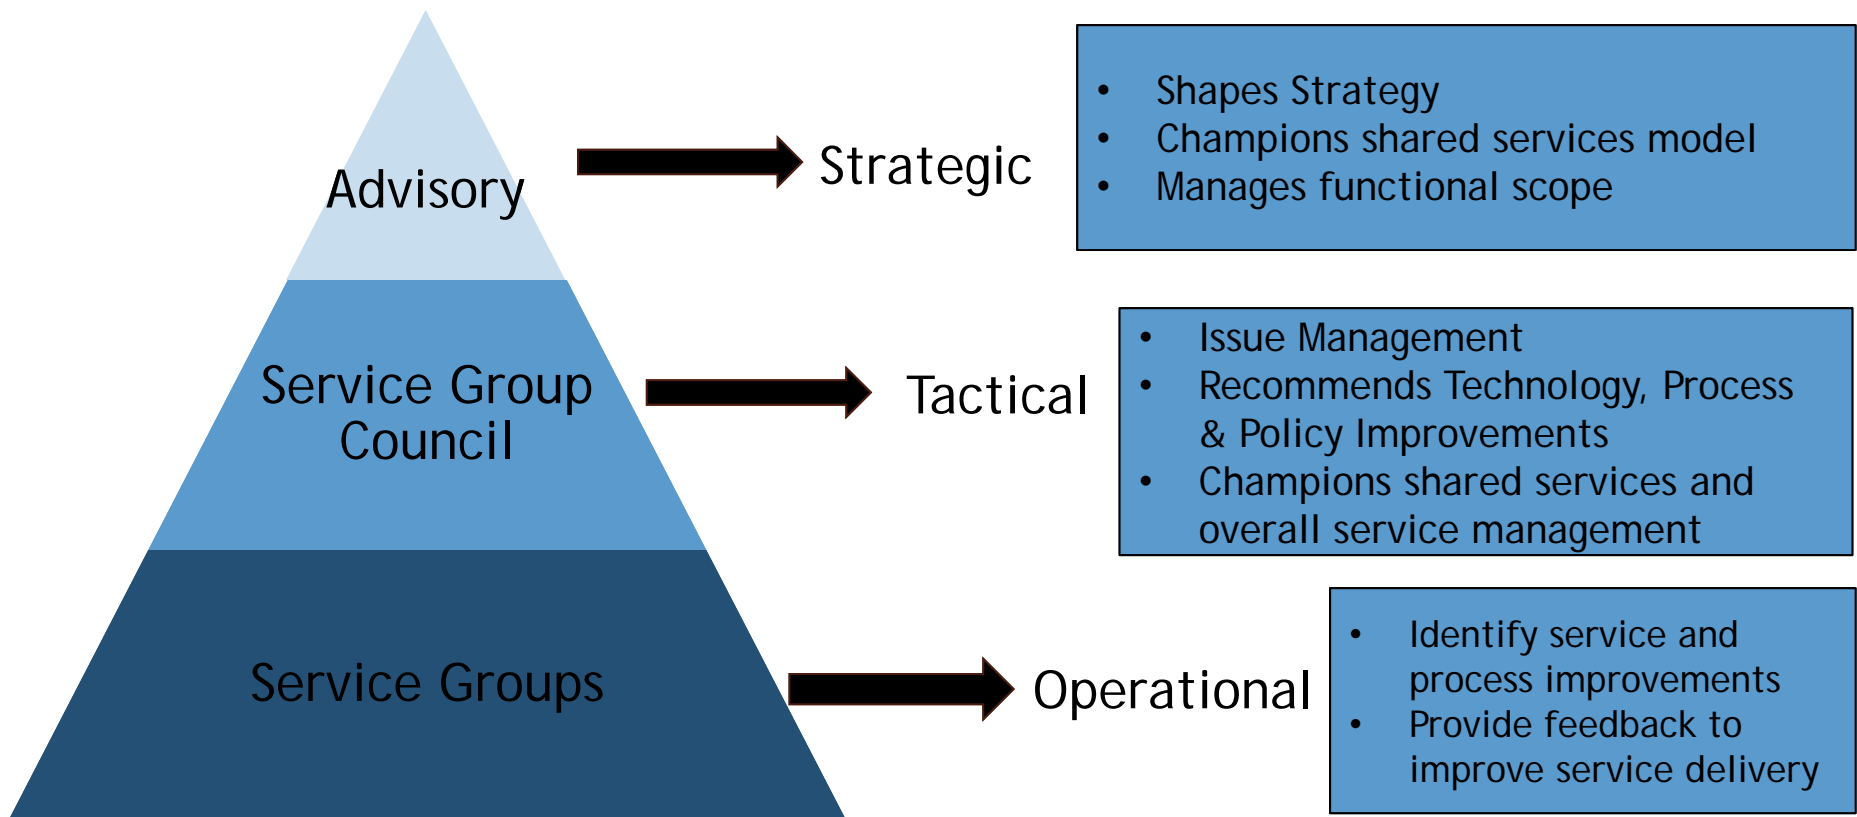 Advisory
Strategic
• Shapes Strategy
• Champions shared services model
• Manages functional scope
Service Group
Council
Tactical
• Issue Management
• Recommends Technology, Process
& Policy Improvements
• Champions shared services and
overall service management
Service Groups
Operational
• Identify service and
process improvements
• Provide feedback to
improve service delivery